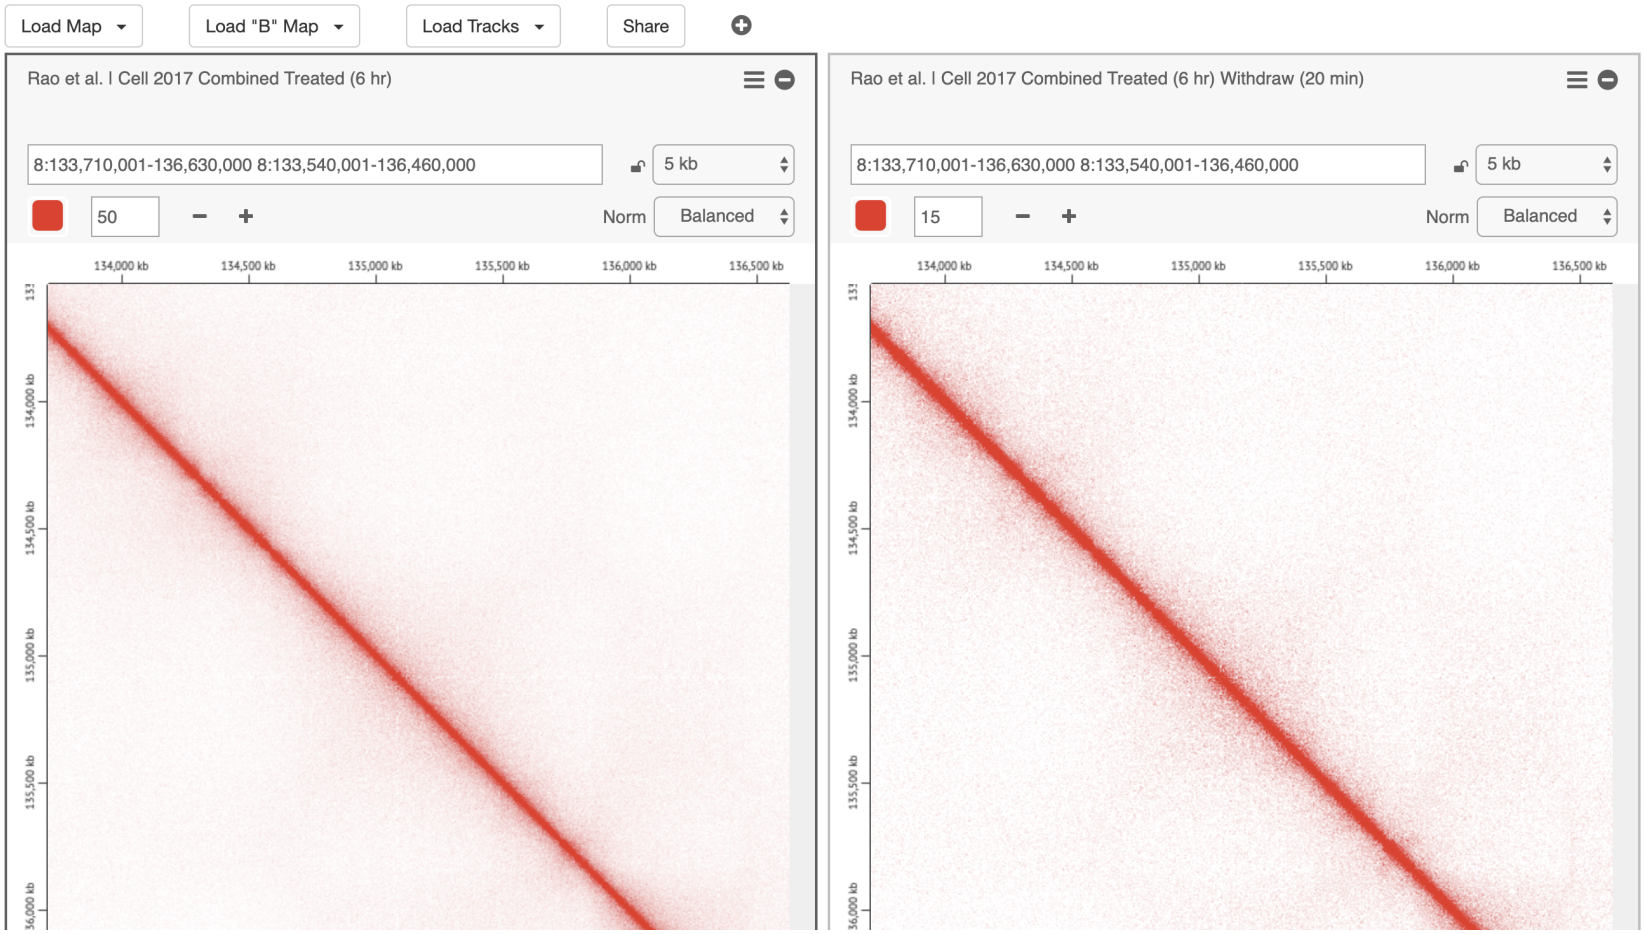 Load Map
Load "B" Map
Load Tracks
Share
Rao et al. | Cell 2017 Combined Treated (6 hr)
8:133,710,001-136,630,000 8:133,540,001-136,460,000
5 kb
50
Norm
Balanced
134,000 kb
134,500 kb
135,000 kb
135,500 kb
136,000 kb
136,500 kb
134,000 kb
134,500 kb
135,000 kb
135,500 kb
36,000 kb
Rao et al. | Cell 2017 Combined Treated (6 hr) Withdraw (20 min)
8:133,710,001-136,630,000 8:133,540,001-136,460,000
5 kb
15
Norm
Balanced
134,000 kb
134,500 kb
135,000 kb
135,500 kb
136,000 kb
136,500 kb
134,000 kb
134,500 kb
135,000 kb
135,500 kb
36,000 kb